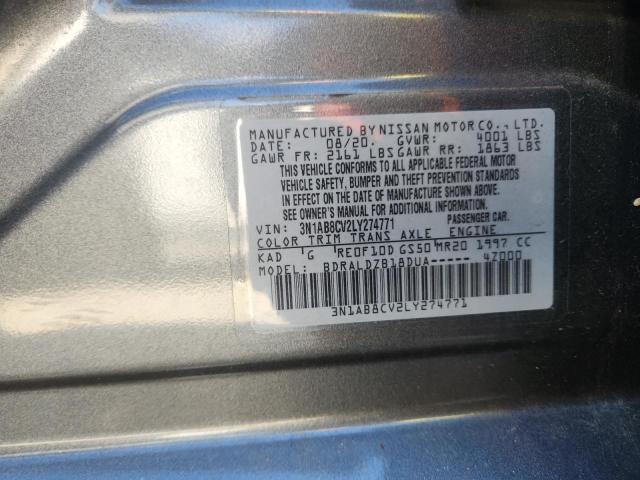 MANUFACTURED BY NISSAN MOTOR CO., LTD.
DATE: 08/20. GVWR: 4001 LBS
GAWR FR: 2161 LBS GAWR RR: 1863 LBS
THIS VEHICLE CONFORMS TO ALL APPLICABLE FEDERAL MOTOR
VEHICLE SAFETY, BUMPER AND THEFT PREVENTION STANDARDS
IN EFFECT ON THE DATE OF MANUFACTURE SHOWN ABOVE.
SEE OWNER'S MANUAL FOR ADDITIONAL INFORMATION.
VIN: 3N1AB8CV2LY274771 PASSENGER CAR.
COLOR TRIM TRANS AXLE ENGINE
KAD G RE0F10D GS50 MR20 1997 CC
MODEL: BDRALDZB18DUA----- 4Z000
3N1AB8CV2LY274771